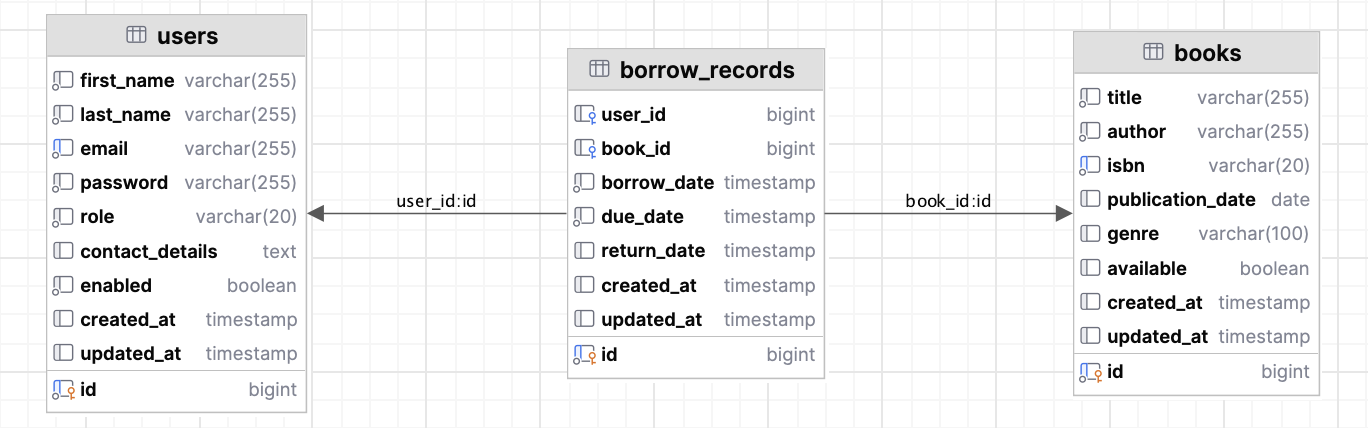 users
first_name varchar(255)
last_name varchar(255)
email varchar(255)
password varchar(255)
role varchar(20)
contact_details text
enabled boolean
created_at timestamp
updated_at timestamp
id bigint
user_id:id
borrow_records
user_id bigint
book_id bigint
borrow_date timestamp
due_date timestamp
return_date timestamp
created_at timestamp
updated_at timestamp
id bigint
book_id:id
books
title varchar(255)
author varchar(255)
isbn varchar(20)
publication_date date
genre varchar(100)
available boolean
created_at timestamp
updated_at timestamp
id bigint